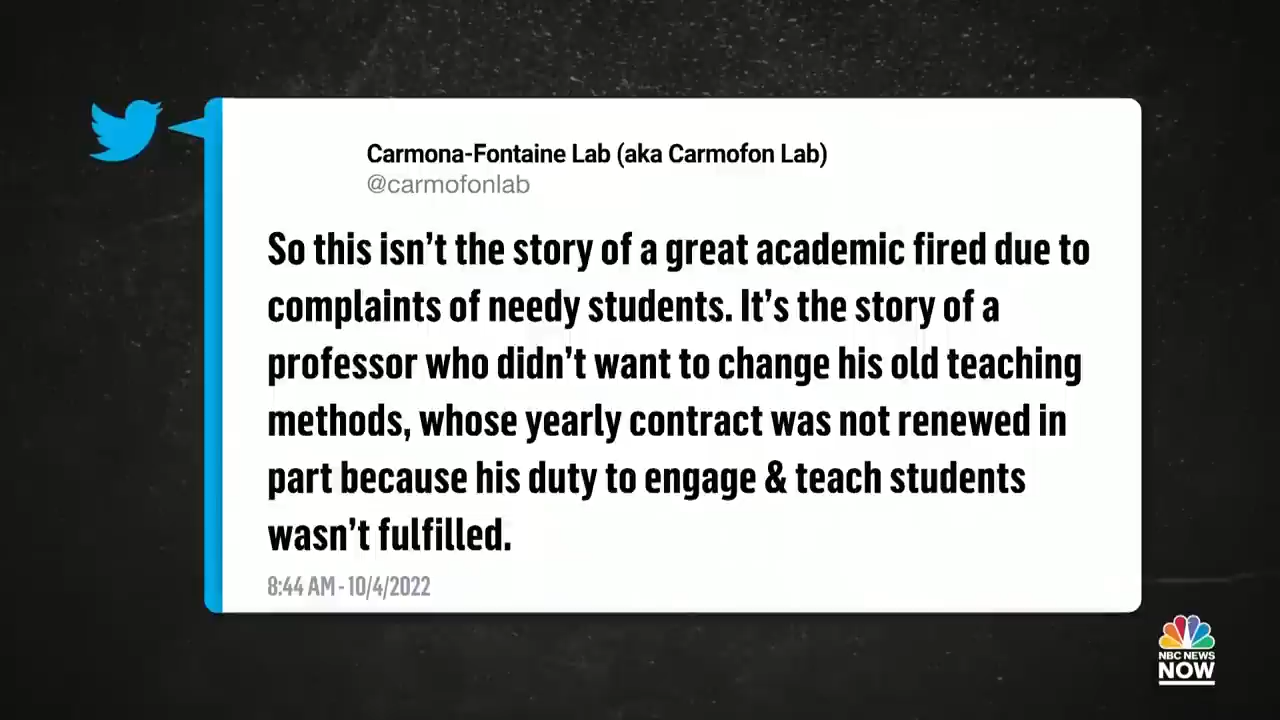 Carmona-Fontaine Lab (aka Carmofon Lab)
@carmofonlab
So this isn’t the story of a great academic fired due to
complaints of needy students. It’s the story of a
professor who didn’t want to change his old teaching
methods, whose yearly contract was not renewed in
part because his duty to engage & teach students
wasn’t fulfilled.
8:44 AM - 10/4/2022
NBC NEWS
NOW